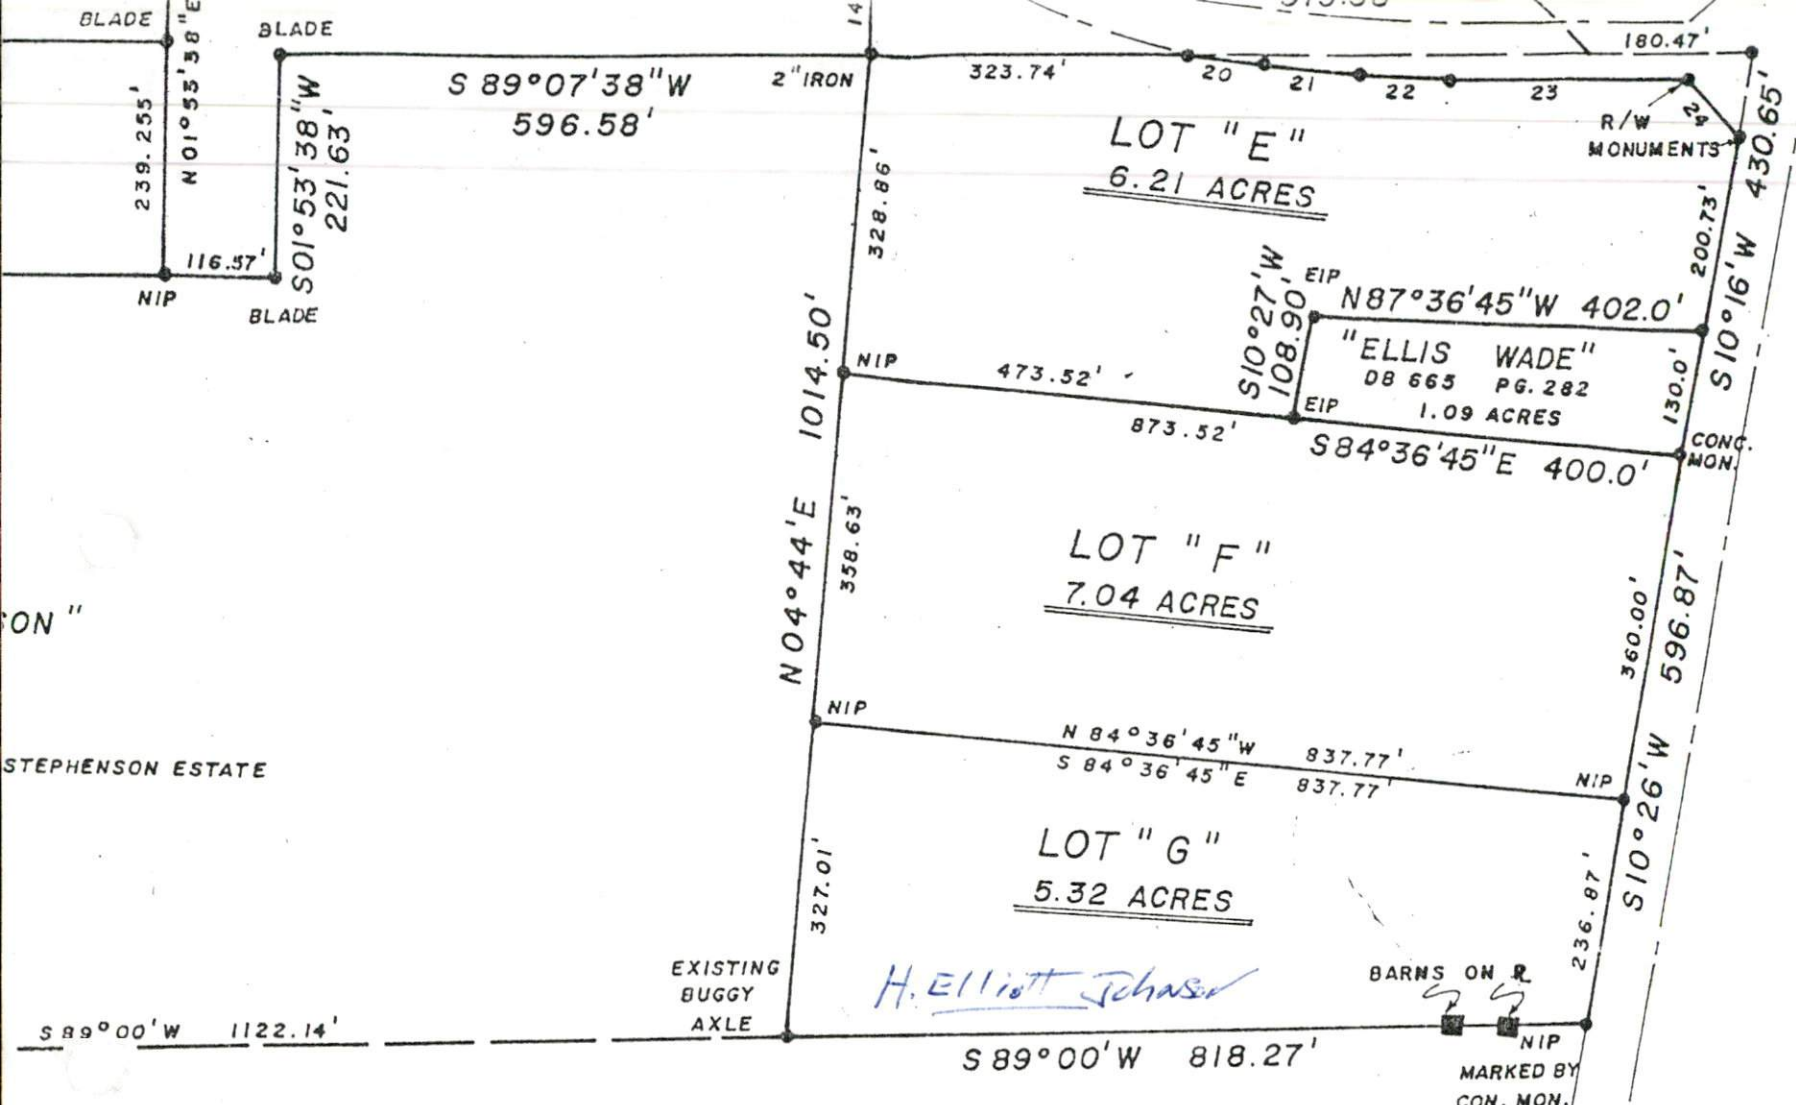 BLADE
N 01°53'38"E
239.255'
BLADE
S 89°07'38"W
596.58'
2"IRON
14
S01°53'38"W
221.63'
116.57'
NIP
BLADE
323.74'
20
21
22
23
24
180.47'
R/W
MONUMENTS
430.65'
S10°16'W
200.73'
LOT "E"
6.21 ACRES
328.86'
S10°27'W
108.90'
EIP
N87°36'45"W 402.0'
"ELLIS WADE"
DB 665 PG. 282
1.09 ACRES
130.0'
NIP
473.52'
873.52'
EIP
S84°36'45"E 400.0'
CONC.
MON.
N04°44'E 1014.50'
358.63'
LOT "F"
7.04 ACRES
360.00'
S10°26'W 596.87'
ON"
STEPHENSON ESTATE
NIP
N 84°36'45"W 837.77'
S 84°36'45"E 837.77'
NIP
LOT "G"
5.32 ACRES
327.01'
236.87'
EXISTING
BUGGY
AXLE
H. Elliott Johnson
BARNS ON
S 89°00'W 1122.14'
S 89°00'W 818.27'
NIP
MARKED BY
CON. MON.